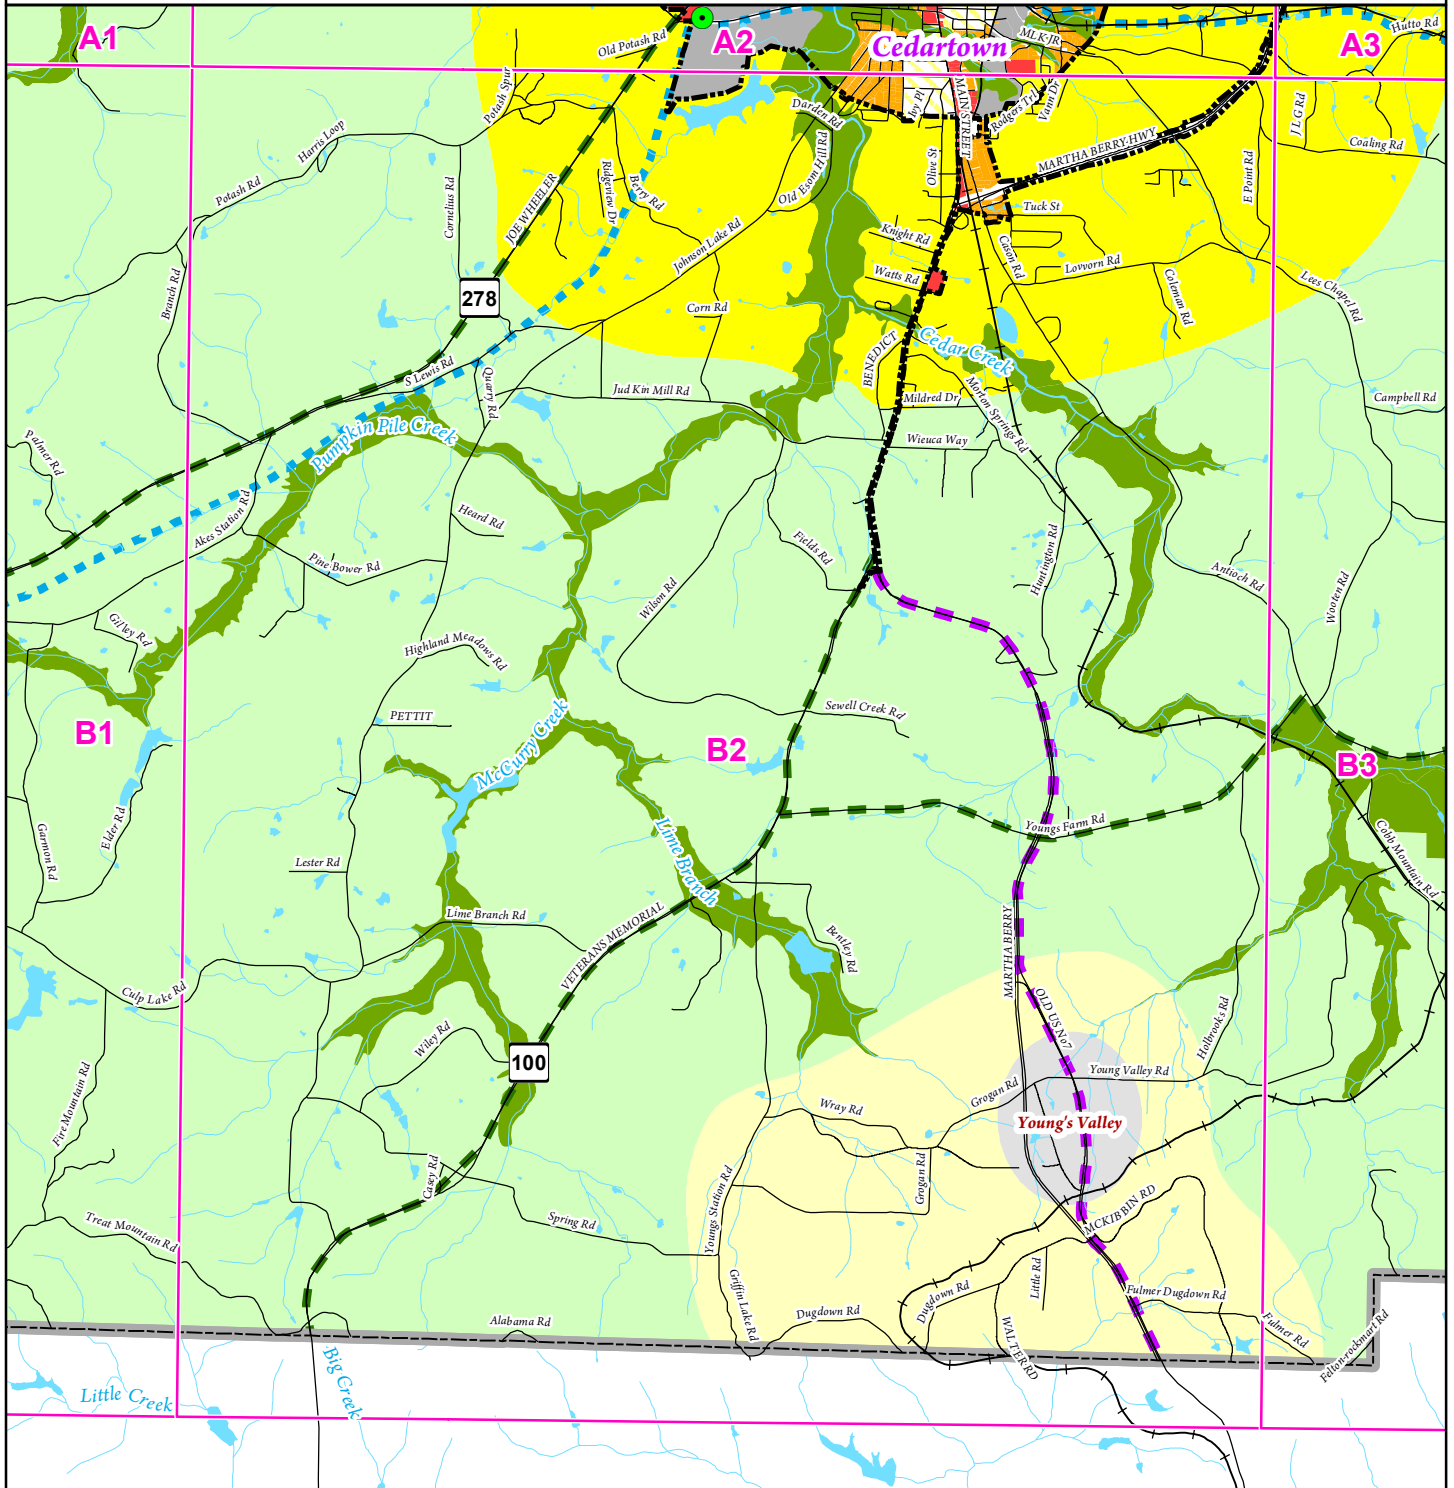 A1
A2
A3
Hutto Rd
Old Potash Rd
Cedartown
MLK-JR
Potash Spur
Harris Loop
Darden Rd
Ivy Pl
MAIN STREET
Rodgers Trl
Vann Dr
J L G Rd
Coaling Rd
MARTHA BERRY-HWY
Potash Rd
Cornelius Rd
JOE WHEELER
Ridgeview Dr
Berry Rd
Old Esom Hill Rd
Olive St
E Point Rd
Tuck St
Johnson Lake Rd
Knight Rd
Cason Rd
Lovvorn Rd
Watts Rd
Coleman Rd
Lees Chapel Rd
Branch Rd
278
Corn Rd
Cedar Creek
BENEDICT
S Lewis Rd
Quarry Rd
Jud Kin Mill Rd
Mildred Dr
Morton Springs Rd
Campbell Rd
Palmer Rd
Pumpkin Pile Creek
Wieuca Way
Akes Station Rd
Heard Rd
Fields Rd
Huntington Rd
Pine Bower Rd
Antioch Rd
Wooten Rd
Wilson Rd
Gilley Rd
Highland Meadows Rd
PETTIT
Sewell Creek Rd
B1
B2
B3
McCurry Creek
Elder Rd
Garmon Rd
Lime Branch
Youngs Farm Rd
Cobb Mountain Rd
Lester Rd
Lime Branch Rd
VETERANS MEMORIAL
Bentley Rd
MARTHA BERRY
Culp Lake Rd
OLD US No7
Holbrooks Rd
Wiley Rd
100
Young Valley Rd
Grogan Rd
Fire Mountain Rd
Wray Rd
Young's Valley
Casey Rd
Grogan Rd
Youngs Station Rd
MCKIBBIN RD
Treat Mountain Rd
Spring Rd
Little Rd
Griffin Lake Rd
Dugdown Rd
Dugdown Rd
Fulmer Dugdown Rd
Alabama Rd
WALTER RD
Fulmer Rd
Felton-rockmart Rd
Big Creek
Little Creek